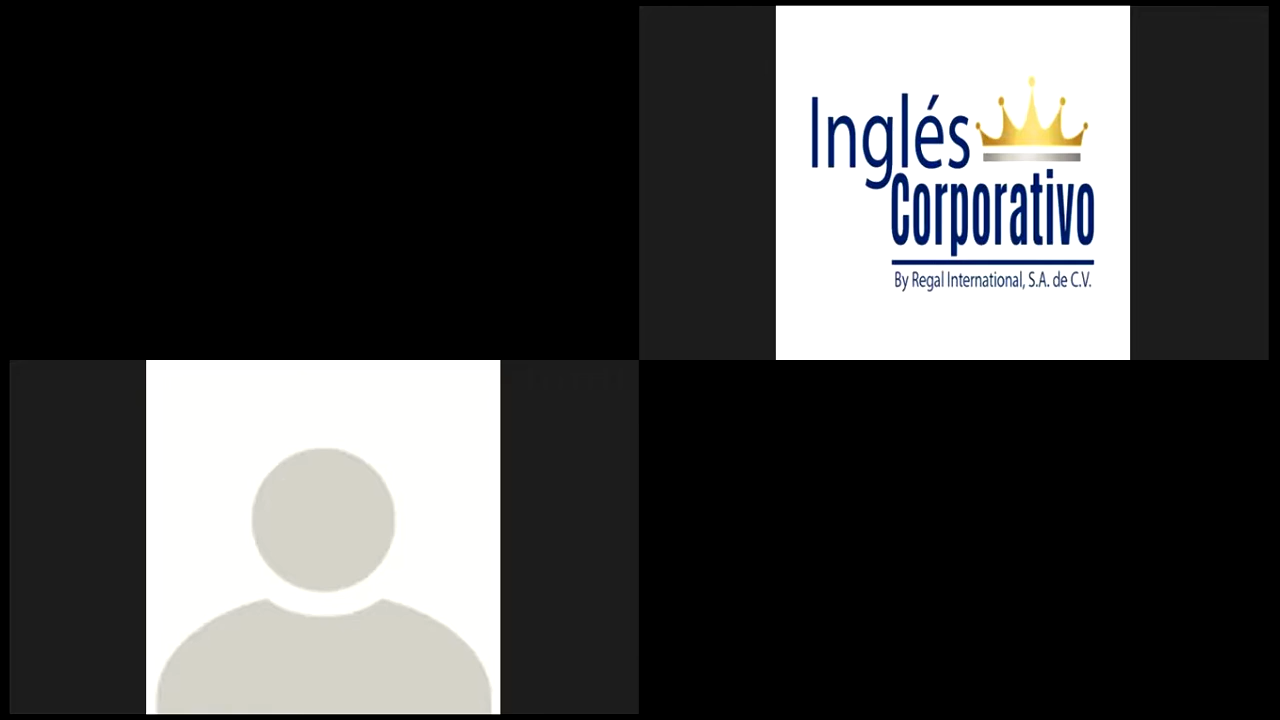 Inglés
Corporativo
By Regal International, S.A. de C.V.